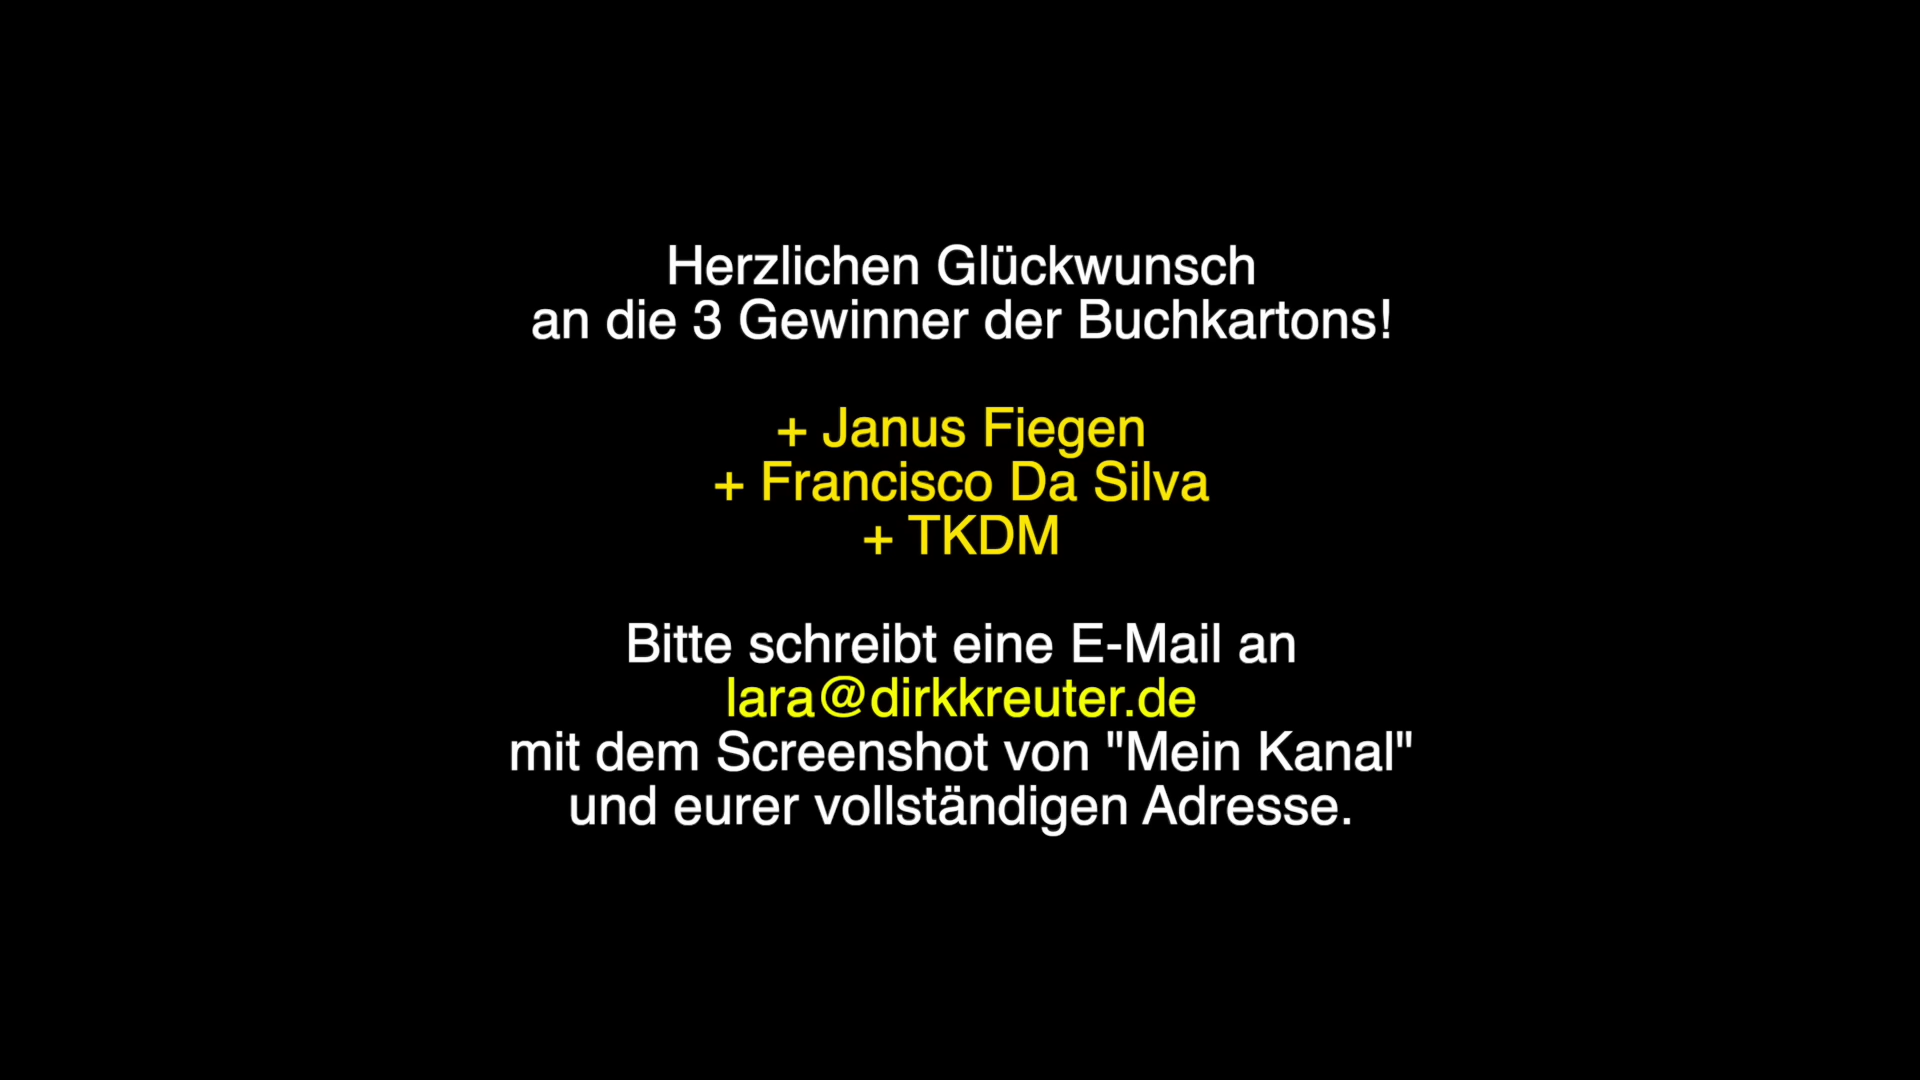 Herzlichen Glückwunsch
an die 3 Gewinner der Buchkartons!
+ Janus Fiegen
+ Francisco Da Silva
+ TKDM
Bitte schreibt eine E-Mail an
lara@dirkkreuter.de
mit dem Screenshot von "Mein Kanal"
und eurer vollständigen Adresse.